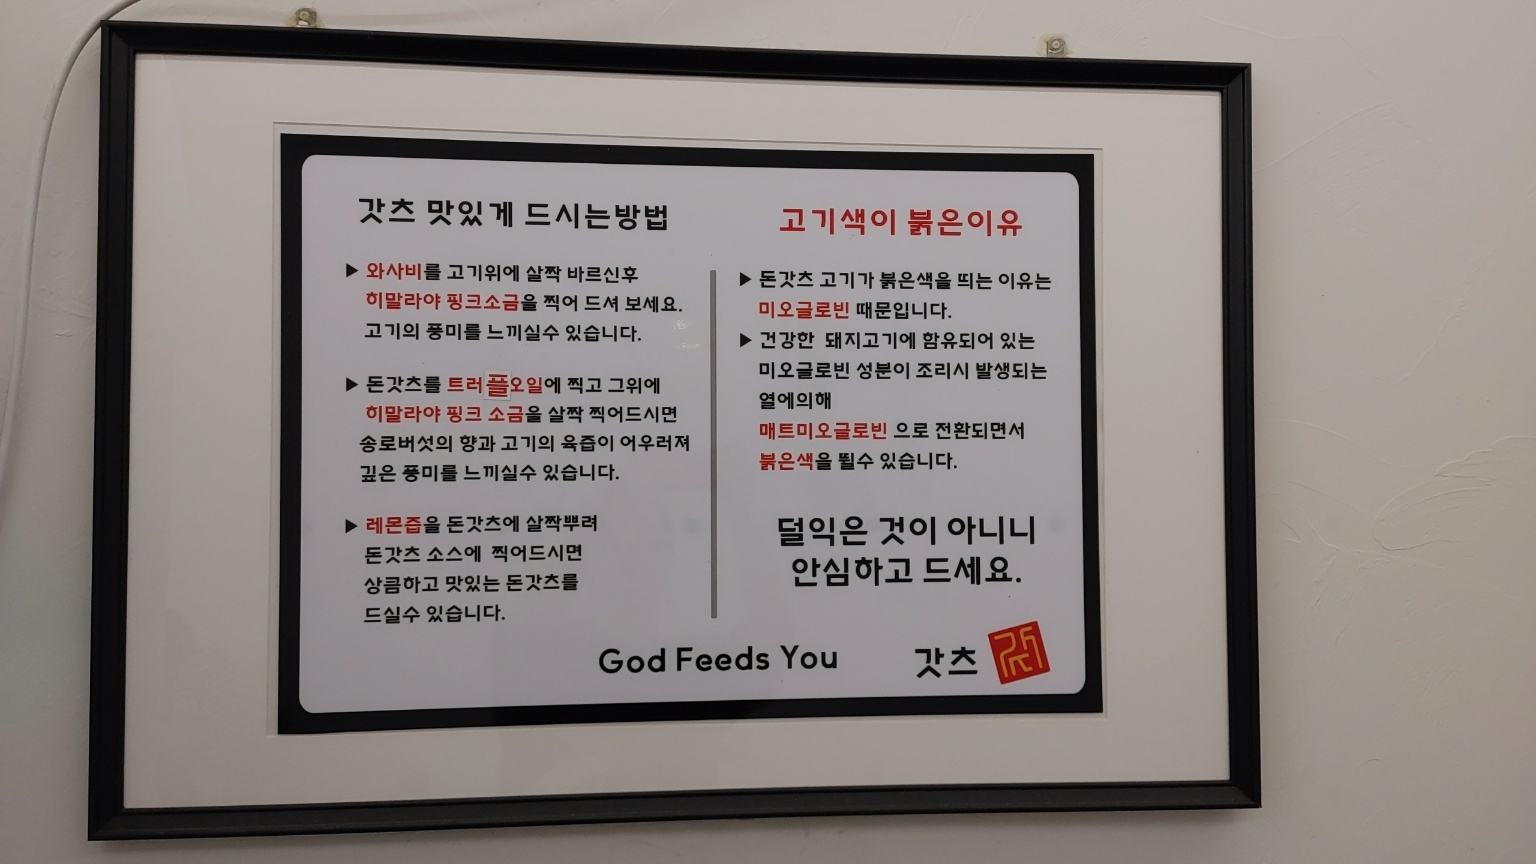 갓츠 맛있게 드시는방법
▶ 와사비를 고기위에 살짝 바르신후
히말라야 핑크소금을 찍어 드셔 보세요.
고기의 풍미를 느끼실수 있습니다.
▶ 돈갓츠를 트러플오일에 찍고 그위에
히말라야 핑크 소금을 살짝 찍어드시면
송로버섯의 향과 고기의 육즙이 어우러져
깊은 풍미를 느끼실수 있습니다.
▶ 레몬즙을 돈갓츠에 살짝뿌려
돈갓츠 소스에 찍어드시면
상큼하고 맛있는 돈갓츠를
드실수 있습니다.
고기색이 붉은이유
▶ 돈갓츠 고기가 붉은색을 띄는 이유는
미오글로빈 때문입니다.
▶ 건강한 돼지고기에 함유되어 있는
미오글로빈 성분이 조리시 발생되는
열에의해
매트미오글로빈 으로 전환되면서
붉은색을 띌수 있습니다.
덜익은 것이 아니니
안심하고 드세요.
God Feeds You
갓츠